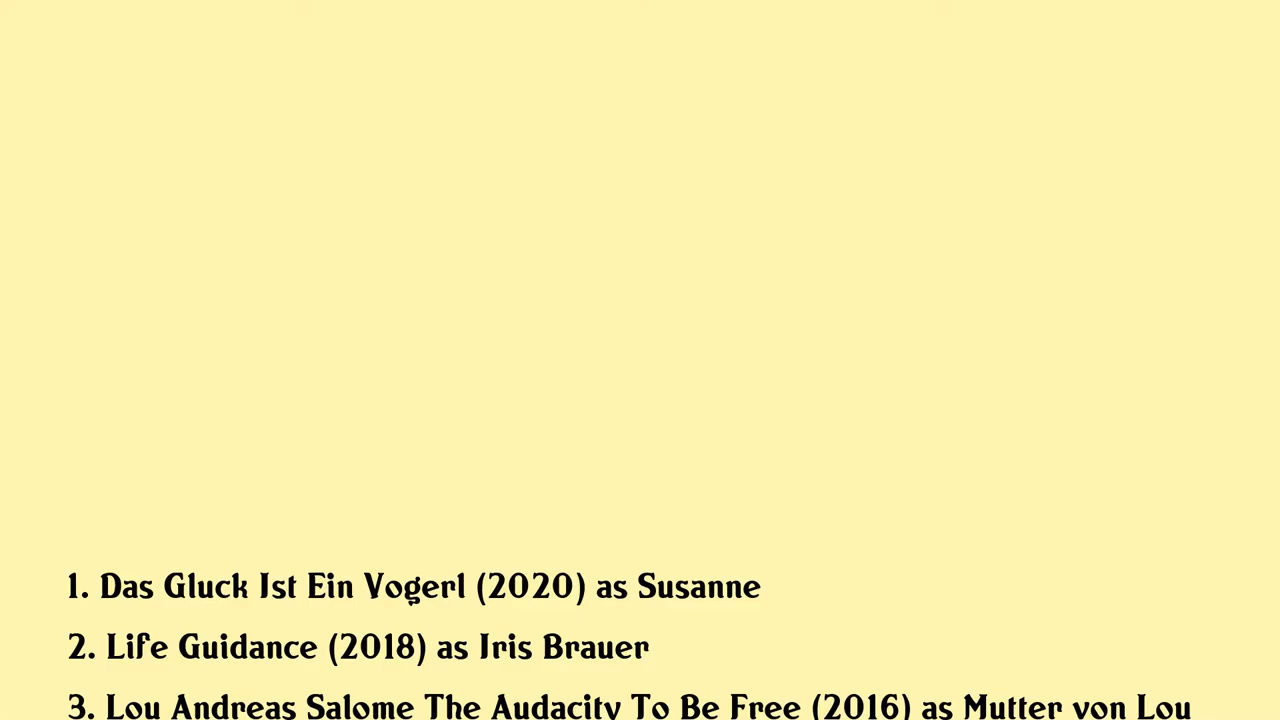 1. Das Gluck Ist Ein Vogerl (2020) as Susanne
2. Life Guidance (2018) as Iris Brauer
3. Lou Andreas Salome The Audacity To Be Free (2016) as Mutter von Lou